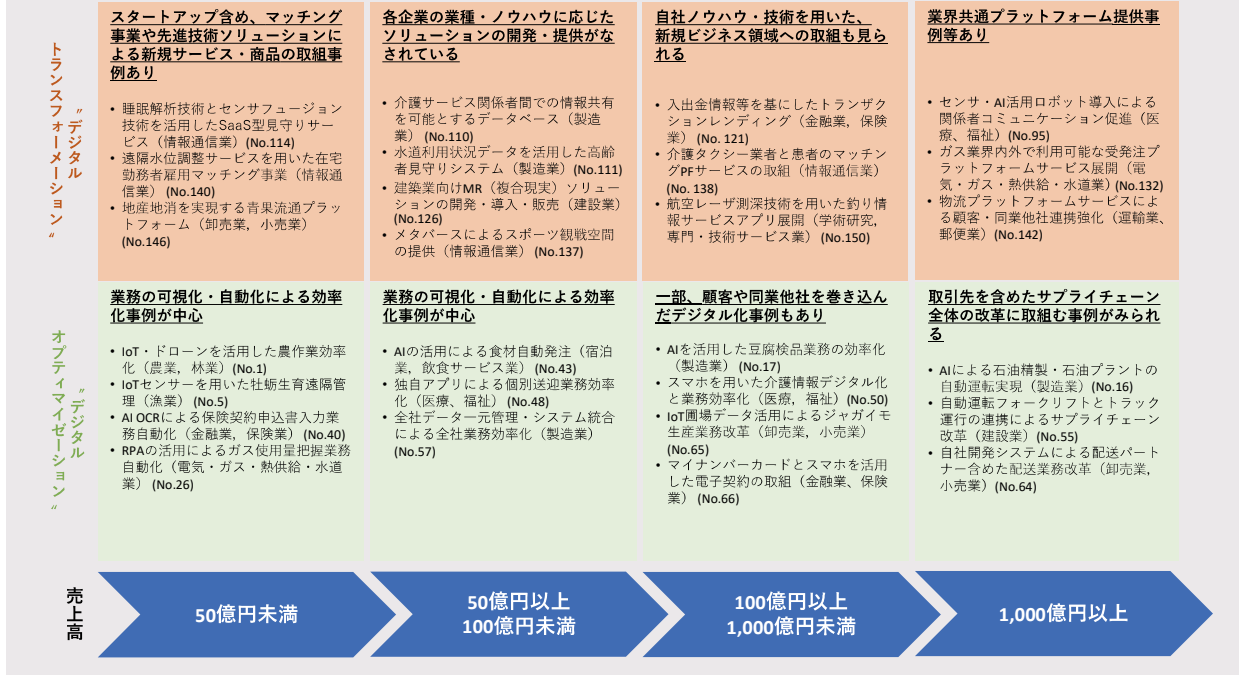 ”デジタル
トランスフォーメーション“
スタートアップ含め、マッチング
事業や先進技術ソリューションに
よる新規サービス・商品の取組事
例あり
• 睡眠解析技術とセンサフュージョン
技術を活用したSaaS型見守りサー
ビス（情報通信業）(No.114)
• 遠隔水位調整サービスを用いた在宅
勤務者雇用マッチング事業（情報通
信業） (No.140)
• 地産地消を実現する青果流通プラッ
トフォーム（卸売業，小売業）
(No.146)
各企業の業種・ノウハウに応じた
ソリューションの開発・提供がな
されている
• 介護サービス関係者間での情報共有
を可能とするデータベース（製造
業） (No.110)
• 水道利用状況データを活用した高齢
者見守りシステム（製造業）(No.111)
• 建築業向けMR（複合現実）ソリュー
ションの開発・導入・販売（建設業）
(No.126)
• メタバースによるスポーツ観戦空間
の提供（情報通信業） (No.137)
自社ノウハウ・技術を用いた、
新規ビジネス領域への取組も見ら
れる
• 入出金情報等を基にしたトランザク
ションレンディング（金融業，保険
業） (No. 121)
• 介護タクシー業者と患者のマッチン
グPFサービスの取組（情報通信業）
(No. 138)
• 航空レーザ測深技術を用いた釣り情
報サービスアプリ展開（学術研究，
専門・技術サービス業）(No.150)
業界共通プラットフォーム提供事
例等あり
• センサ・AI活用ロボット導入による
関係者コミュニケーション促進（医
療、福祉）(No.95)
• ガス業界内外で利用可能な受発注プ
ラットフォームサービス展開（電
気・ガス・熱供給・水道業）(No.132)
• 物流プラットフォームサービスによ
る顧客・同業他社連携強化（運輸業、
郵便業）(No.142)
”デジタル
オプティマイゼーション“
業務の可視化・自動化による効率
化事例が中心
• IoT・ドローンを活用した農作業効率
化（農業，林業）(No.1)
• IoTセンサーを用いた牡蛎生育遠隔管
理（漁業）(No.5)
• AI OCRによる保険契約申込書入力業
務自動化（金融業，保険業）(No.40)
• RPAの活用によるガス使用量把握業務
自動化（電気・ガス・熱供給・水道
業） (No.26)
業務の可視化・自動化による効率
化事例が中心
• AIの活用による食材自動発注（宿泊
業，飲食サービス業）(No.43)
• 独自アプリによる個別送迎業務効率
化（医療、福祉）(No.48)
• 全社データ一元管理・システム統合
による全社業務効率化（製造業）
(No.57)
一部、顧客や同業他社を巻き込ん
だデジタル化事例もあり
• AIを活用した豆腐検品業務の効率化
（製造業）(No.17)
• スマホを用いた介護情報デジタル化
と業務効率化（医療，福祉）(No.50)
• IoT圃場データ活用によるジャガイモ
生産業務改革（卸売業，小売業）
(No.65)
• マイナンバーカードとスマホを活用
した電子契約の取組（金融業、保険
業） (No.66)
取引先を含めたサプライチェーン
全体の改革に取組む事例がみられ
る
• AIによる石油精製・石油プラントの
自動運転実現（製造業）(No.16)
• 自動運転フォークリフトとトラック
運行の連携によるサプライチェーン
改革（建設業）(No.55)
• 自社開発システムによる配送パート
ナー含めた配送業務改革（卸売業，
小売業）(No.64)
売上高
50億円未満
50億円以上
100億円未満
100億円以上
1,000億円未満
1,000億円以上